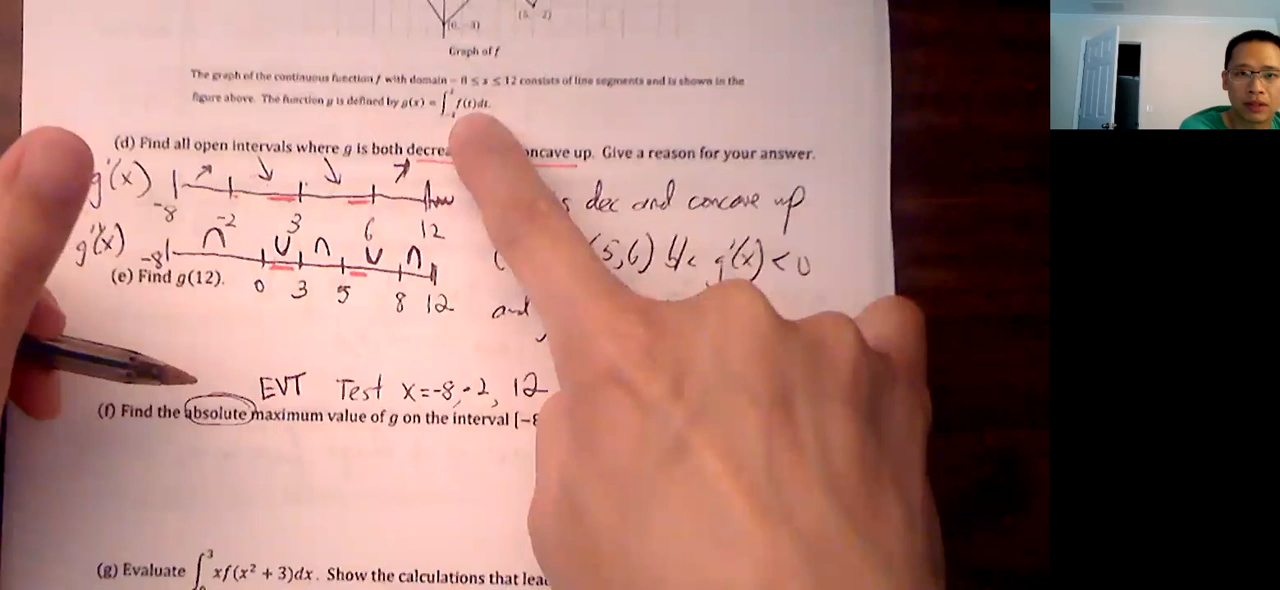 (5, −2)
Graph of f
The graph of the continuous function f with domain − 8 ≤ x ≤ 12 consists of line segments and is shown in the
figure above. The function g is defined by g(x) = ∫ f(t)dt.
(d) Find all open intervals where g is both decrea ncave up. Give a reason for your answer.
g'(x)
-8 -2 3 6 12
s dec and concave up
g''(x) -8
0 3 5 8 12
(5,6) b/c g'(x) < 0
(e) Find g(12).
and
EVT Test x=-8,-2, 12
(f) Find the absolute maximum value of g on the interval [−8
(g) Evaluate ∫ 3 xf(x² + 3)dx. Show the calculations that lea